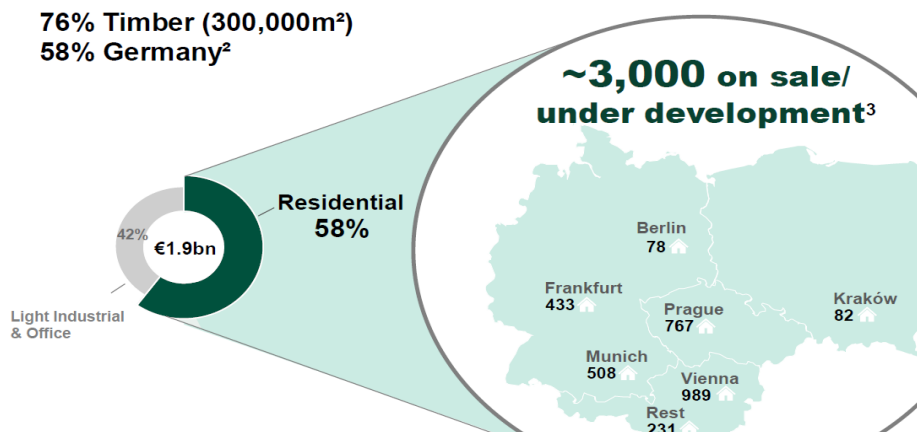 76% Timber (300,000m²)
58% Germany²
~3,000 on sale/
under development³
Residential
58%
42%
€1.9bn
Light Industrial
& Office
Berlin
78
Frankfurt
433
Prague
767
Kraków
82
Munich
508
Vienna
989
Rest
231